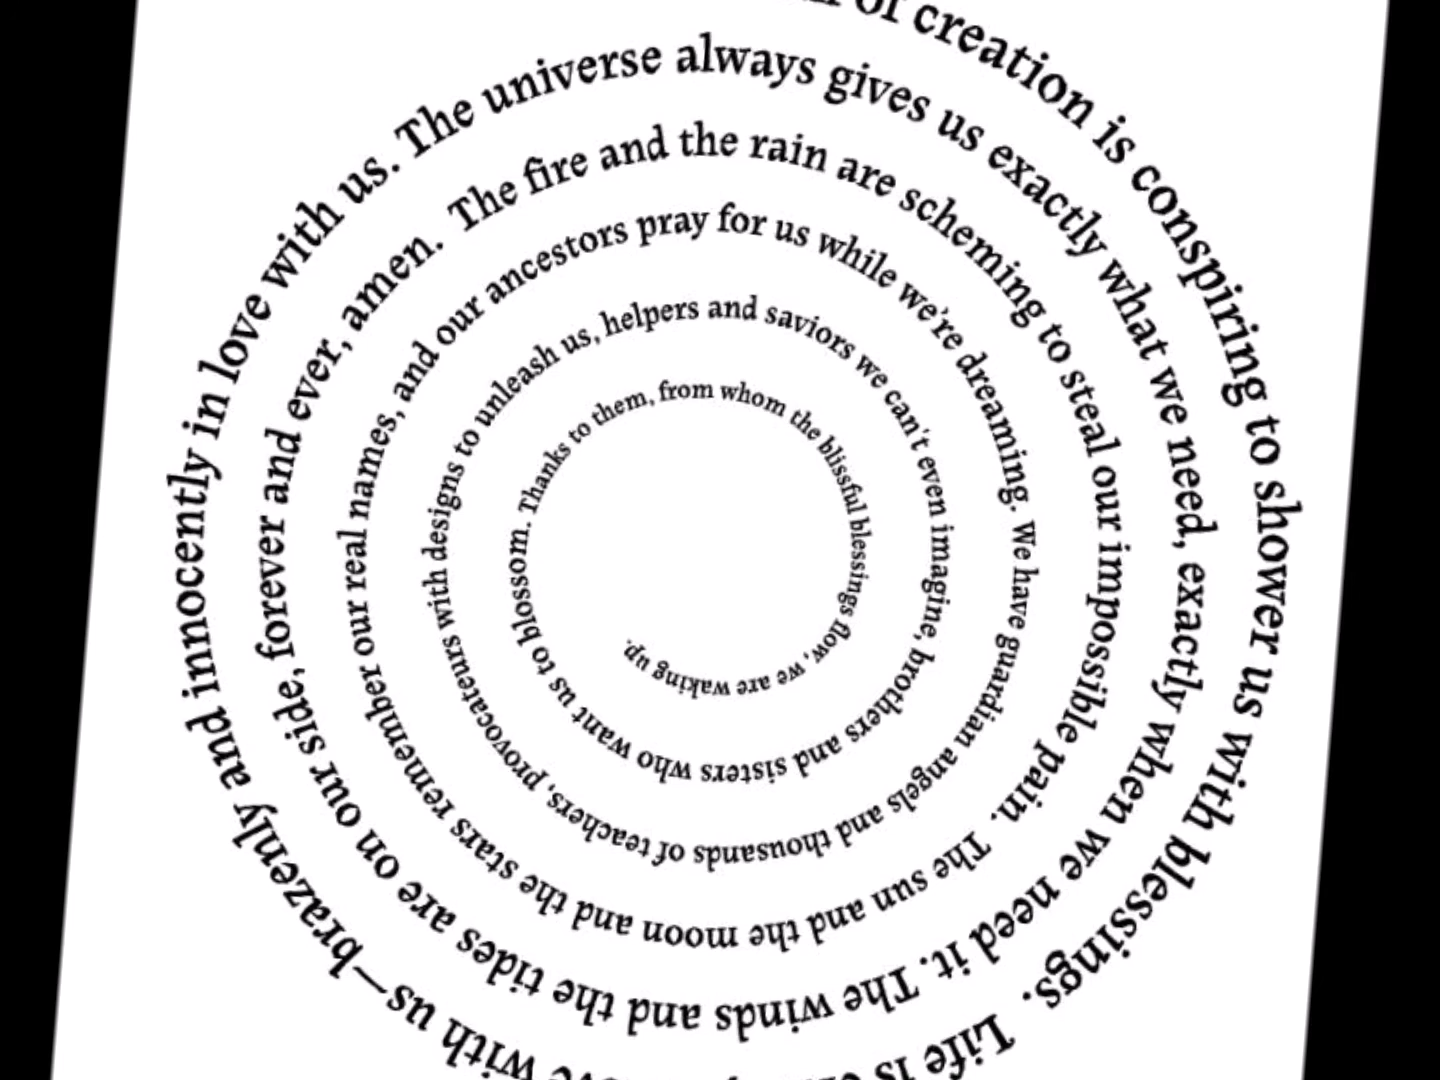 of creation is conspiring to shower us with blessings. Life is
with us—brazenly and innocently in love with us. The universe always gives us exactly what we need, exactly when we need it. The winds and the tides are on our side, forever and ever, amen. The fire and the rain are scheming to steal our impossible pain. The sun and the moon and the stars remember our real names, and our ancestors pray for us while we're dreaming. We have guardian angels and thousands of teachers, provocateurs with designs to unleash us, helpers and saviors we can't even imagine, brothers and sisters who want us to blossom. Thanks to them, from whom the blissful blessings flow, we are waking up.